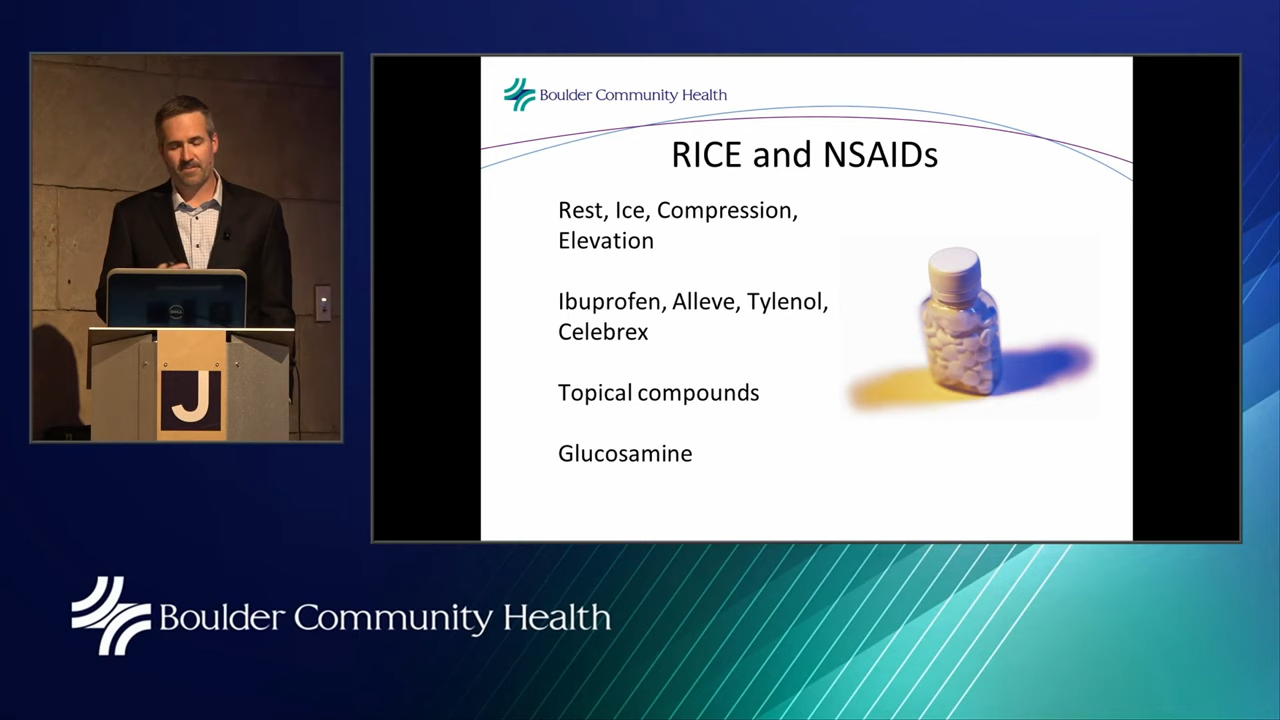 Boulder Community Health
RICE and NSAIDs
Rest, Ice, Compression,
Elevation
Ibuprofen, Alleve, Tylenol,
Celebrex
Topical compounds
Glucosamine
DELL
J
Boulder Community Health